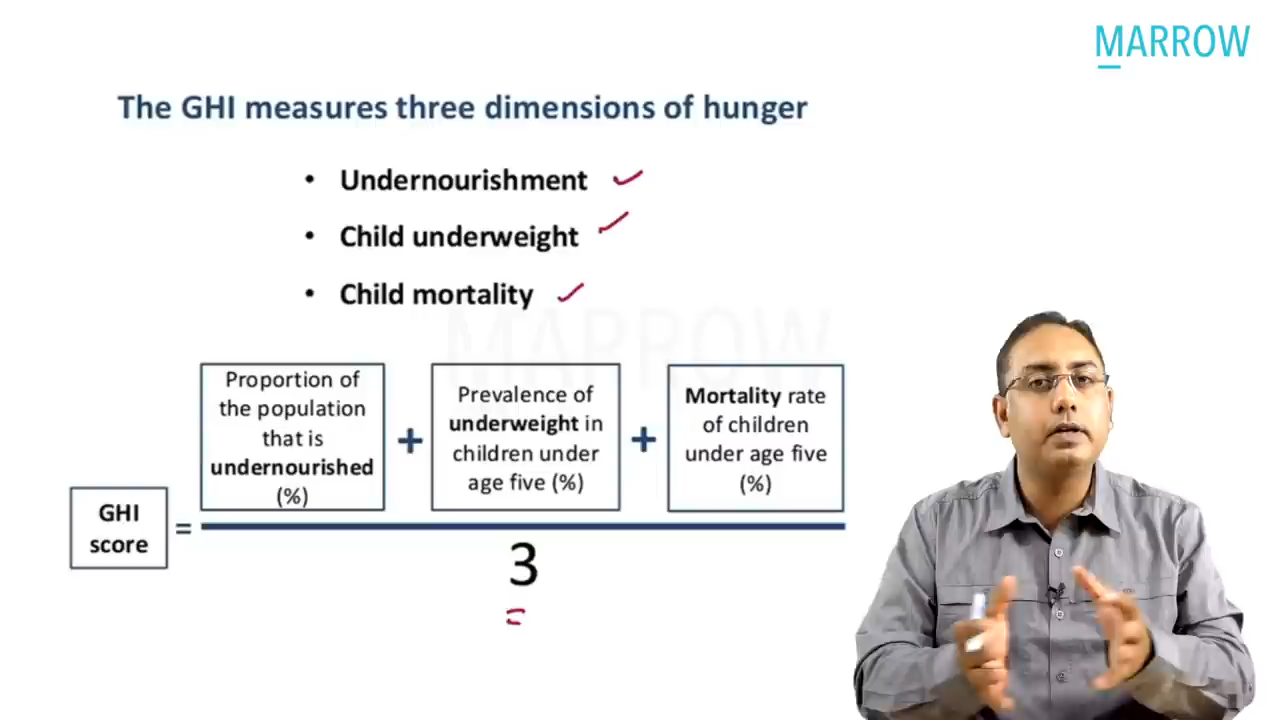 MARROW
The GHI measures three dimensions of hunger
• Undernourishment
• Child underweight
• Child mortality
MARROW
Proportion of
the population
that is
undernourished
(%)
+
Prevalence of
underweight in
children under
age five (%)
+
Mortality rate
of children
under age five
(%)
GHI
score
=
3